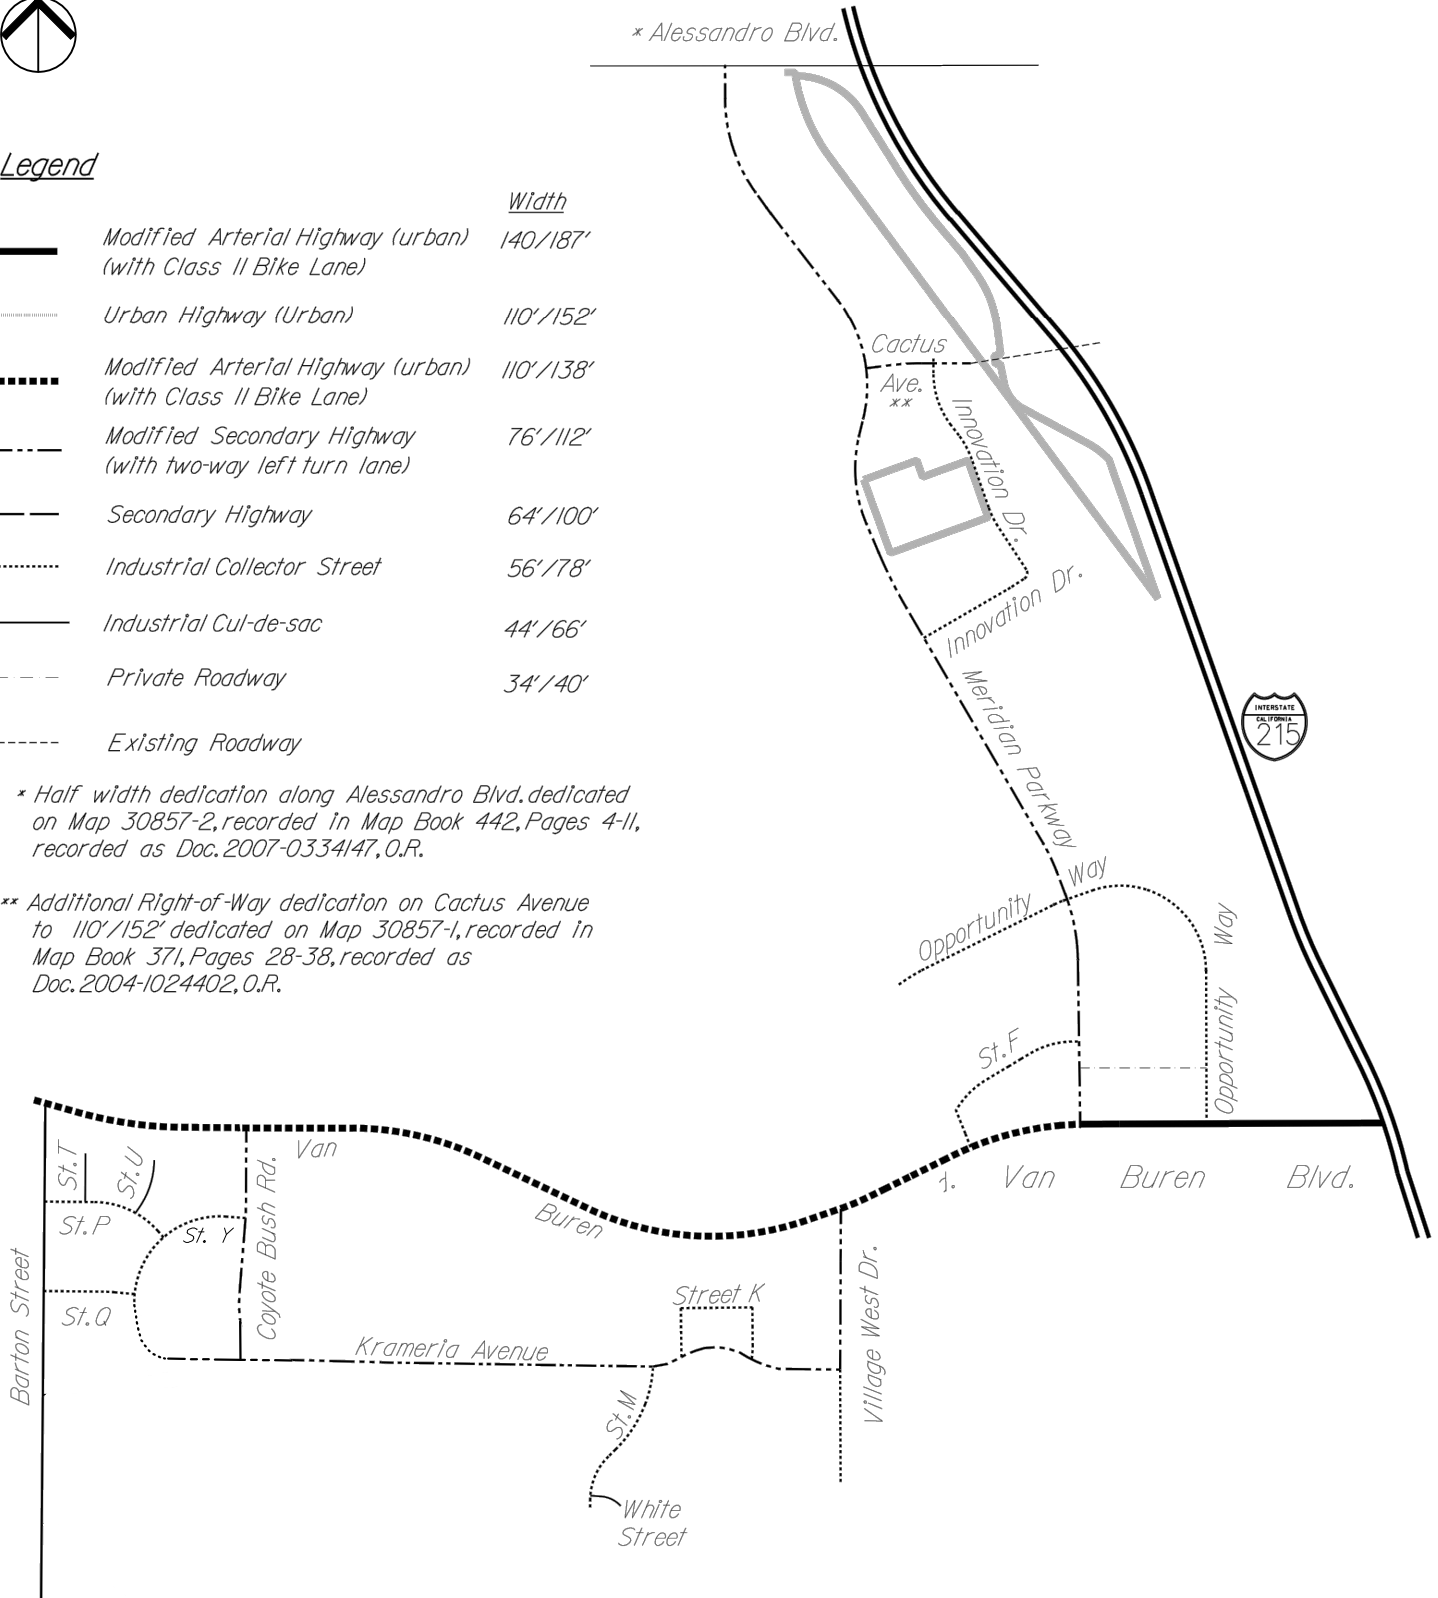 * Alessandro Blvd.
Legend
Width
Modified Arterial Highway (urban) 140/187'
(with Class II Bike Lane)
Urban Highway (Urban) 110'/152'
Modified Arterial Highway (urban) 110'/138'
(with Class II Bike Lane)
Modified Secondary Highway 76'/112'
(with two-way left turn lane)
Secondary Highway 64'/100'
Industrial Collector Street 56'/78'
Industrial Cul-de-sac 44'/66'
Private Roadway 34'/40'
Existing Roadway
* Half width dedication along Alessandro Blvd. dedicated
on Map 30857-2, recorded in Map Book 442, Pages 4-11,
recorded as Doc. 2007-0334147, O.R.
** Additional Right-of-Way dedication on Cactus Avenue
to 110'/152' dedicated on Map 30857-1, recorded in
Map Book 371, Pages 28-38, recorded as
Doc. 2004-1024402, O.R.
Cactus
Ave.
**
Innovation Dr.
Innovation Dr.
Meridian Parkway
INTERSTATE
CALIFORNIA
215
Opportunity Way
Opportunity Way
St. F
Van Buren Blvd.
Van
Buren
St. T
St. U
St. P
St. Y
St. Q
Coyote Bush Rd.
Barton Street
Krameria Avenue
Street K
Village West Dr.
St. M
White
Street